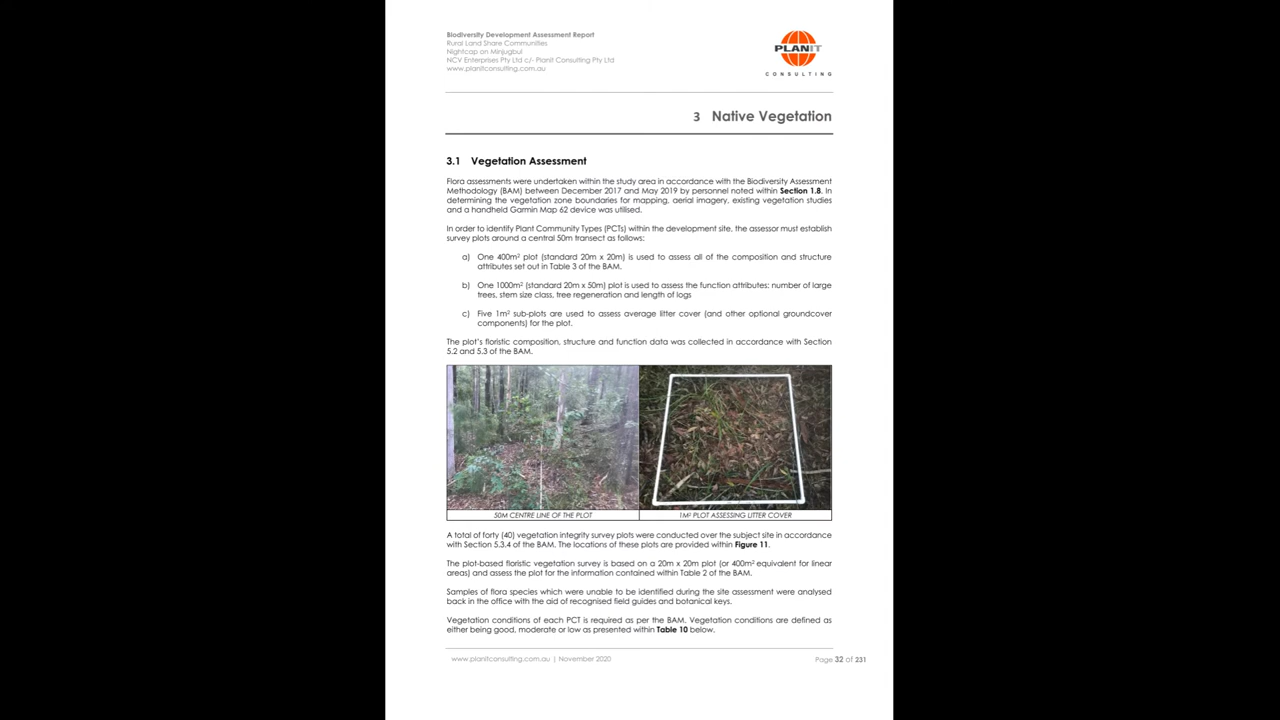 Biodiversity Development Assessment Report
Rural Land Share Communities
Nightcap on Minjugbul
NCV Enterprises Pty Ltd c/- Planit Consulting Pty Ltd
www.planitconsulting.com.au
PLANIT
CONSULTING
3 Native Vegetation
3.1 Vegetation Assessment
Flora assessments were undertaken within the study area in accordance with the Biodiversity Assessment
Methodology (BAM) between December 2017 and May 2019 by personnel noted within Section 1.8. In
determining the vegetation zone boundaries for mapping, aerial imagery, existing vegetation studies
and a handheld Garmin Map 62 device was utilised.
In order to identify Plant Community Types (PCTs) within the development site, the assessor must establish
survey plots around a central 50m transect as follows:
a) One 400m² plot (standard 20m x 20m) is used to assess all of the composition and structure
attributes set out in Table 3 of the BAM.
b) One 1000m² (standard 20m x 50m) plot is used to assess the function attributes: number of large
trees, stem size class, tree regeneration and length of logs
c) Five 1m² sub-plots are used to assess average litter cover (and other optional groundcover
components) for the plot.
The plot's floristic composition, structure and function data was collected in accordance with Section
5.2 and 5.3 of the BAM.
50M CENTRE LINE OF THE PLOT
1M² PLOT ASSESSING LITTER COVER
A total of forty (40) vegetation integrity survey plots were conducted over the subject site in accordance
with Section 5.3.4 of the BAM. The locations of these plots are provided within Figure 11.
The plot-based floristic vegetation survey is based on a 20m x 20m plot (or 400m² equivalent for linear
areas) and assess the plot for the information contained within Table 2 of the BAM.
Samples of flora species which were unable to be identified during the site assessment were analysed
back in the office with the aid of recognised field guides and botanical keys.
Vegetation conditions of each PCT is required as per the BAM. Vegetation conditions are defined as
either being good, moderate or low as presented within Table 10 below.
www.planitconsulting.com.au | November 2020
Page 32 of 231